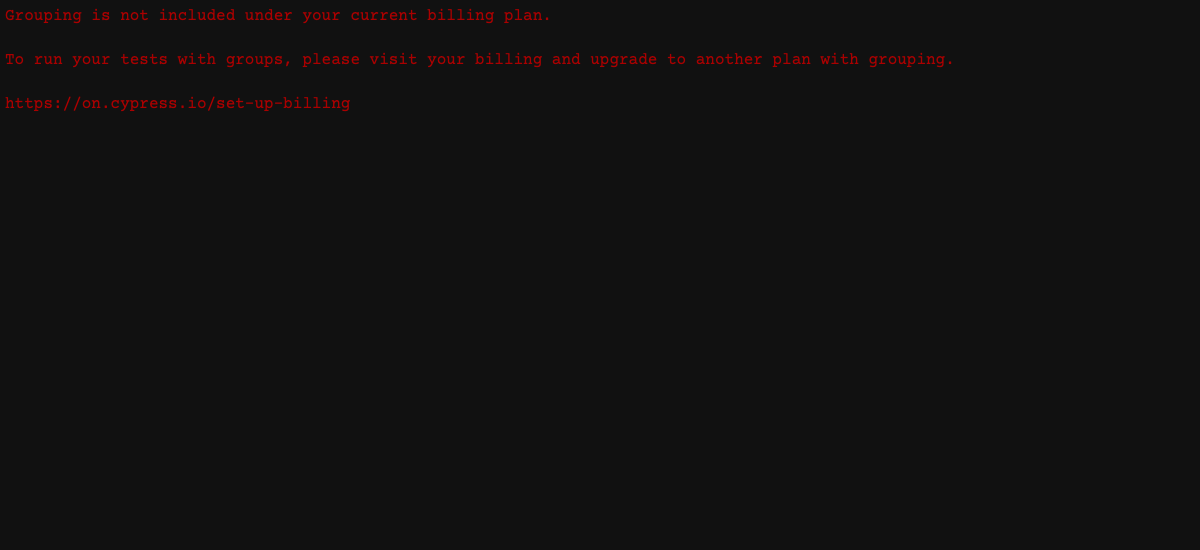 Grouping is not included under your current billing plan.
To run your tests with groups, please visit your billing and upgrade to another plan with grouping.
https://on.cypress.io/set-up-billing